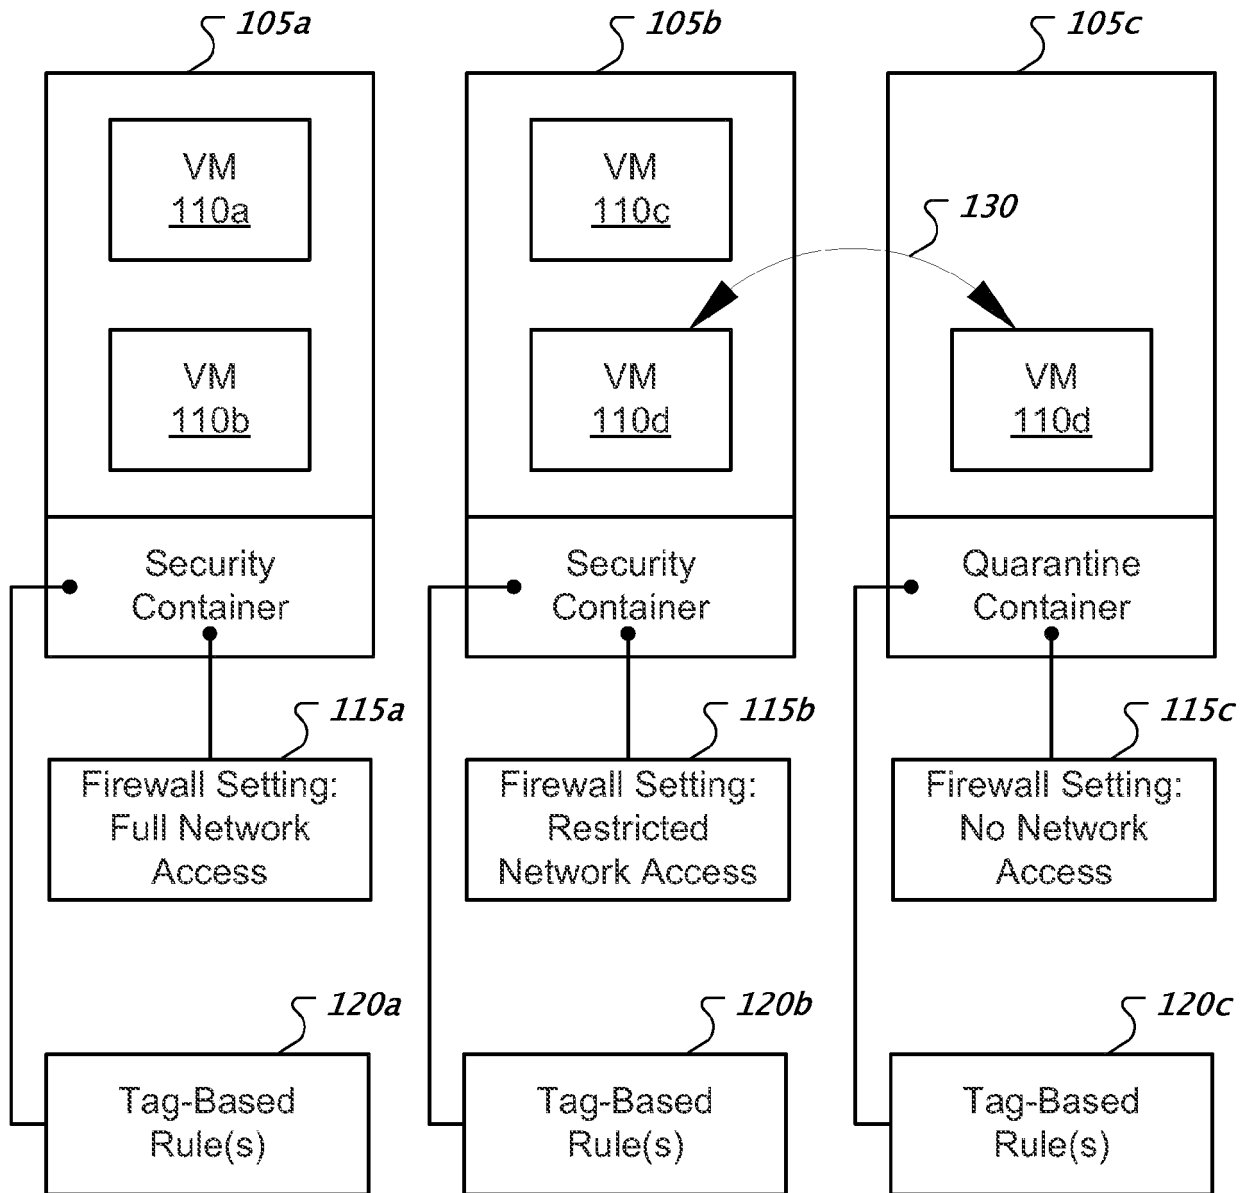 105a
105b
105c
VM
110a
VM
110c
130
VM
110b
VM
110d
VM
110d
Security
Container
Security
Container
Quarantine
Container
115a
115b
115c
Firewall Setting:
Full Network
Access
Firewall Setting:
Restricted
Network Access
Firewall Setting:
No Network
Access
120a
120b
120c
Tag-Based
Rule(s)
Tag-Based
Rule(s)
Tag-Based
Rule(s)